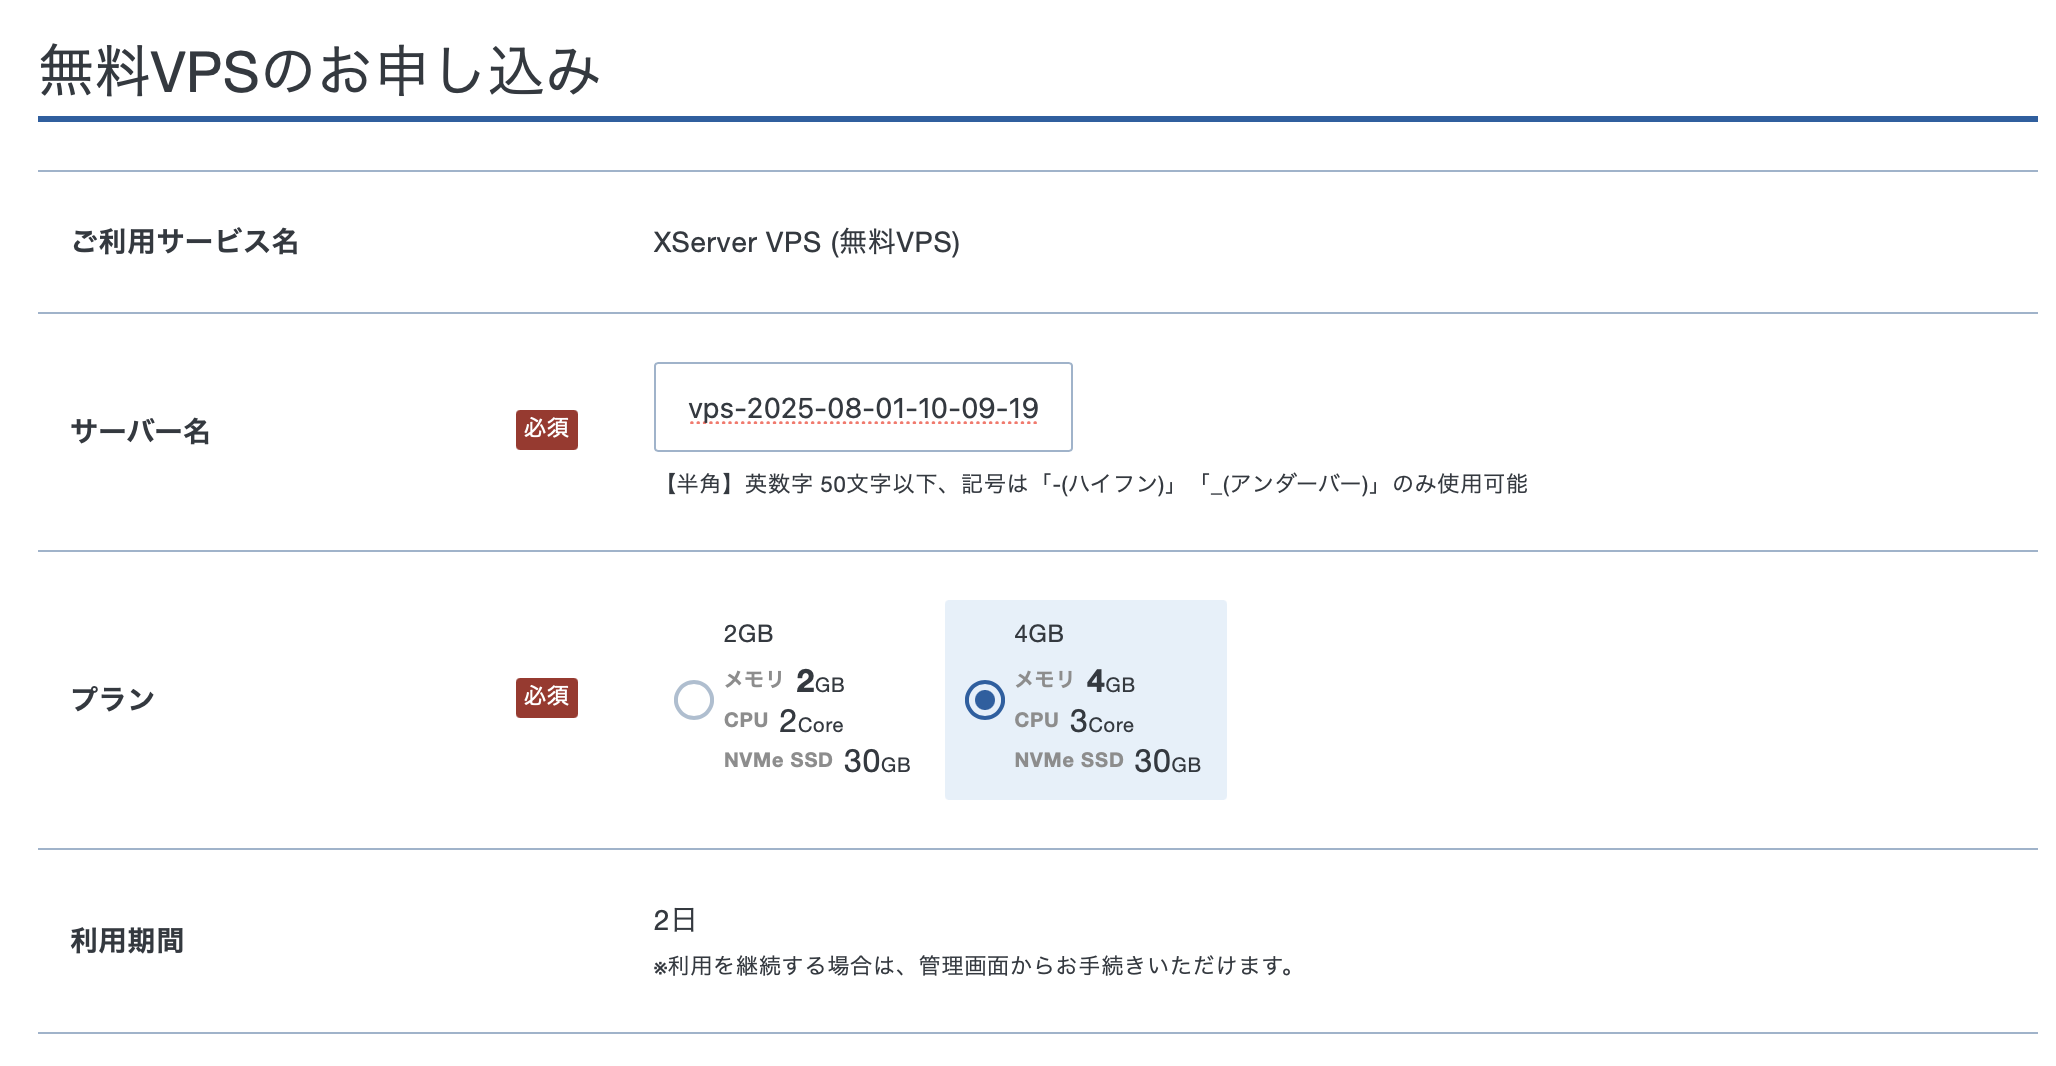 無料VPSのお申し込み
ご利用サービス名
XServer VPS (無料VPS)
サーバー名
必須
vps-2025-08-01-10-09-19
【半角】英数字 50文字以下、記号は「-(ハイフン)」「_(アンダーバー)」のみ使用可能
プラン
必須
2GB
メモリ 2GB
CPU 2Core
NVMe SSD 30GB
4GB
メモリ 4GB
CPU 3Core
NVMe SSD 30GB
利用期間
2日
※利用を継続する場合は、管理画面からお手続きいただけます。